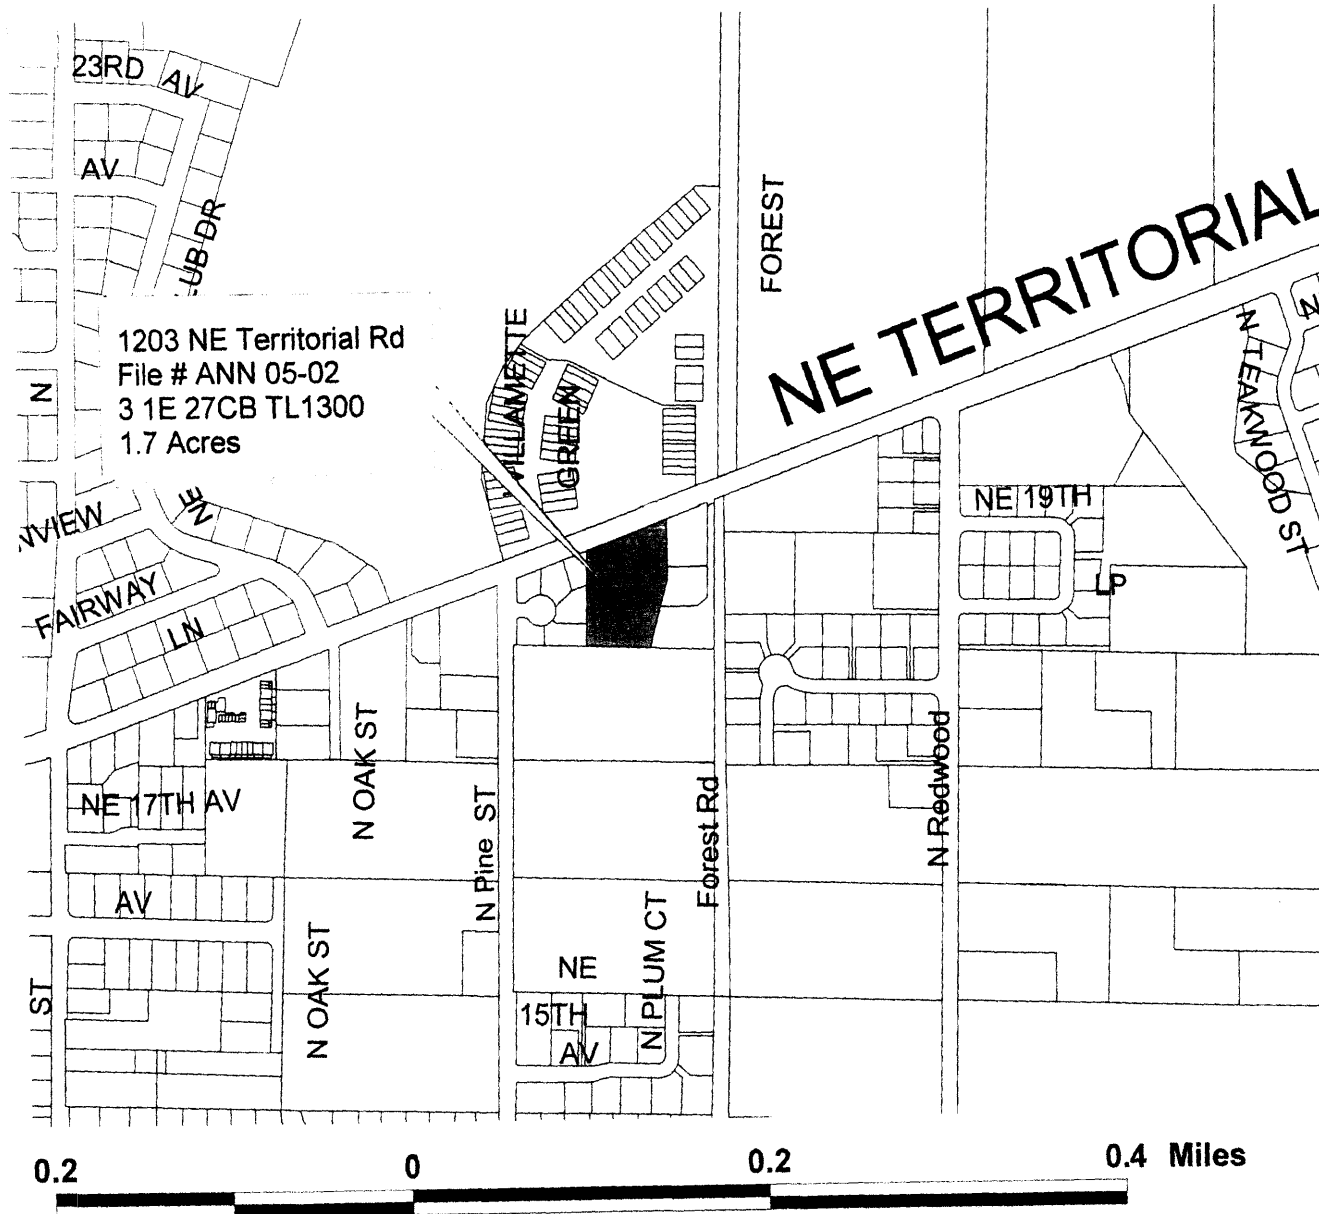 23RD AV
AV
LUB DR
FOREST
NE TERRITORIAL
1203 NE Territorial Rd
File # ANN 05-02
3 1E 27CB TL1300
1.7 Acres
N
WILLAMETTE
GREEN
N TEAKWOOD ST
N
NE
NVIEW
NE 19TH
LP
FAIRWAY
LN
N OAK ST
N Redwood
NE 17TH AV
N Pine ST
Forest Rd
AV
N OAK ST
N PLUM CT
NE
15TH
AV
ST
0.2 0 0.2 0.4 Miles